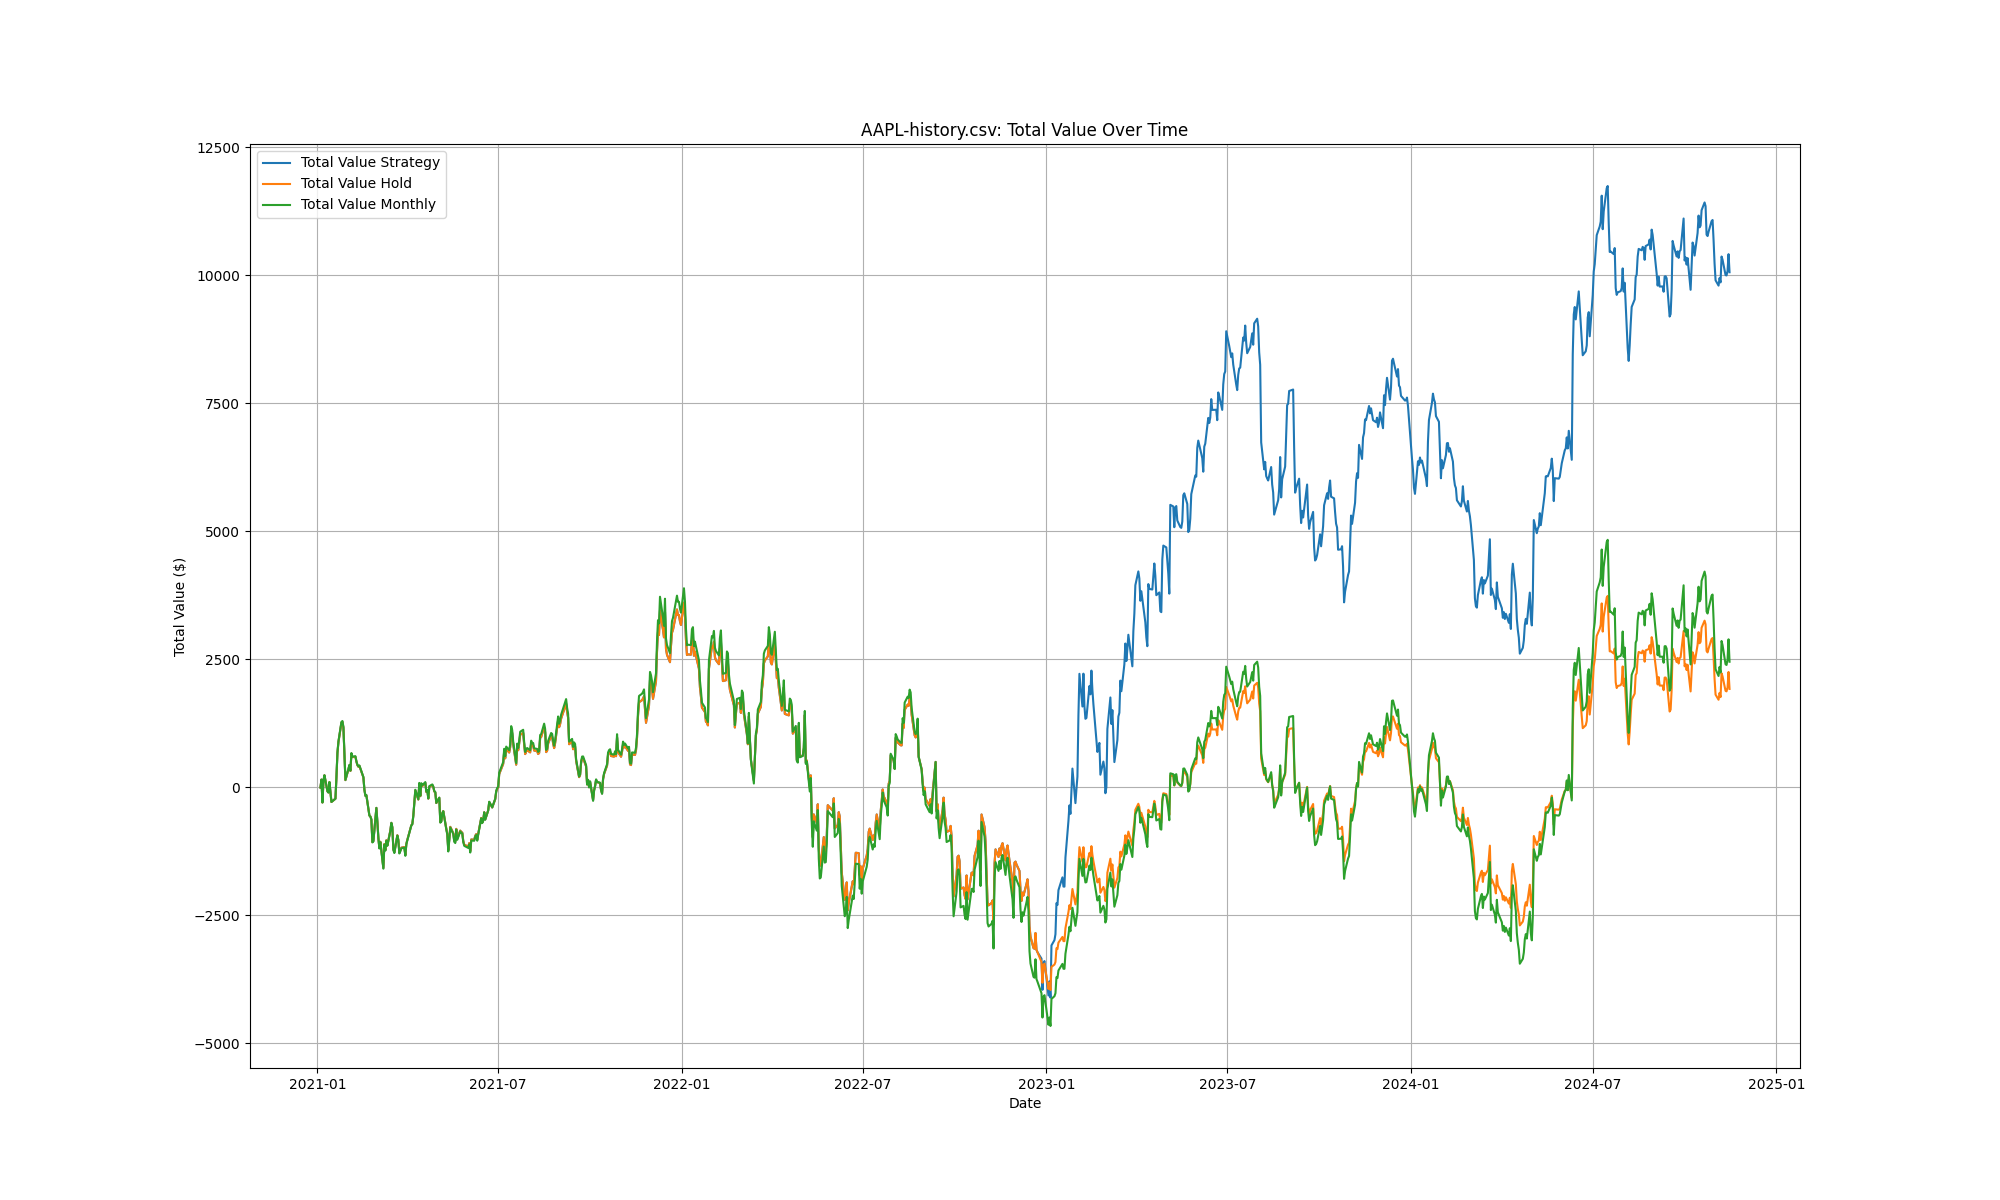 AAPL-history.csv: Total Value Over Time
12500
10000
7500
5000
2500
0
−2500
−5000
Total Value ($)
Total Value Strategy
Total Value Hold
Total Value Monthly
2021-01
2021-07
2022-01
2022-07
2023-01
2023-07
2024-01
2024-07
2025-01
Date